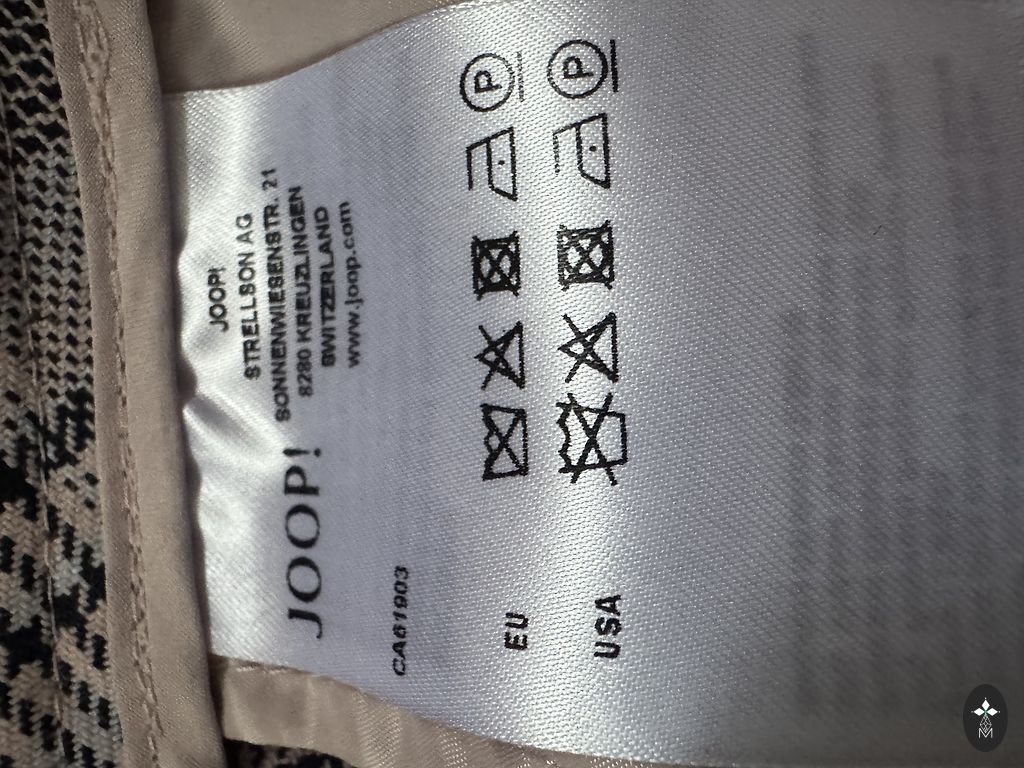 JOOP!
JOOP!
STRELLSON AG
SONNENWIESENSTR. 21
8280 KREUZLINGEN
SWITZERLAND
www.joop.com
CA61903
EU P
USA P
M